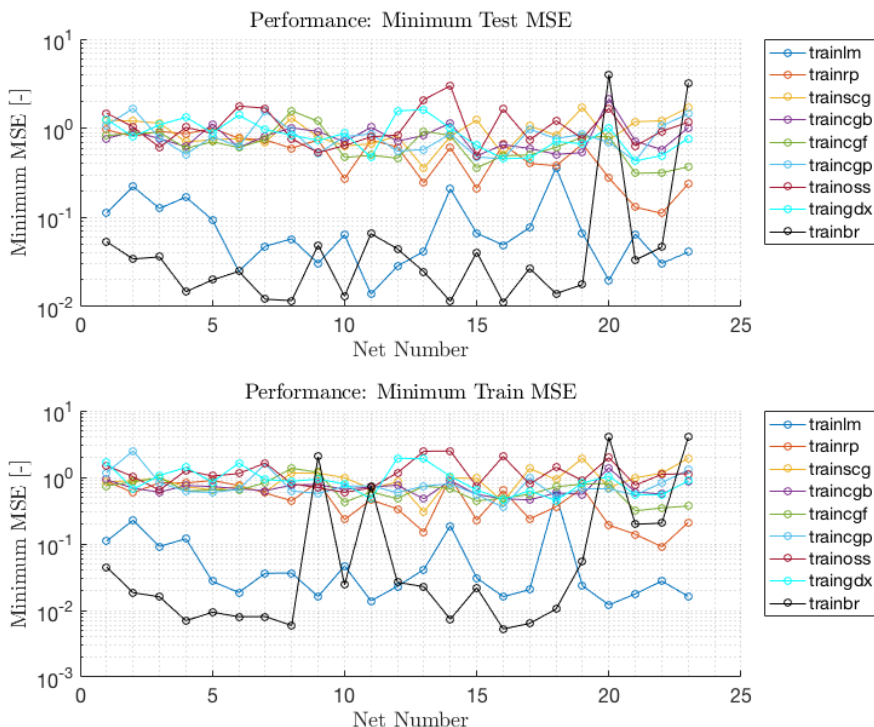 Performance: Minimum Test MSE
Minimum MSE [-]
10^1
10^0
10^-1
10^-2
0 5 10 15 20 25
Net Number
trainlm
trainrp
trainscg
traincgb
traincgf
traincgp
trainoss
traingdx
trainbr
Performance: Minimum Train MSE
Minimum MSE [-]
10^1
10^0
10^-1
10^-2
10^-3
0 5 10 15 20 25
Net Number
trainlm
trainrp
trainscg
traincgb
traincgf
traincgp
trainoss
traingdx
trainbr